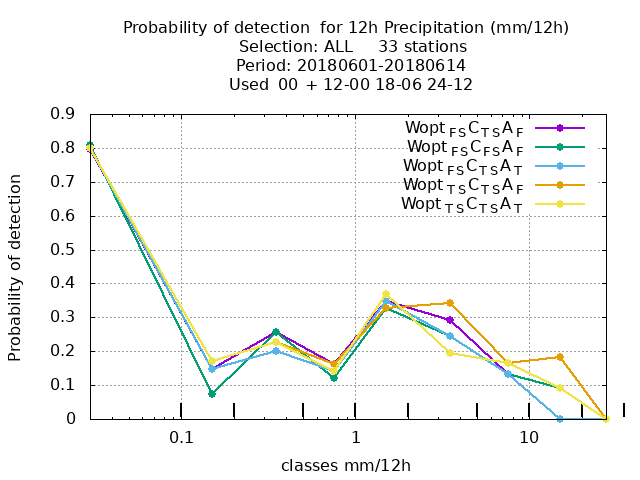 Probability of detection  for 12h Precipitation (mm/12h)
Selection: ALL     33 stations
Period: 20180601-20180614
Used  00  + 12-00 18-06 24-12
Wopt FS C TS A F
Wopt FS C FS A F
Wopt FS C TS A T
Wopt TS C TS A F
Wopt TS C TS A T
0.9
0.8
0.7
0.6
0.5
0.4
0.3
0.2
0.1
0
Probability of detection
0.1 1 10
classes mm/12h